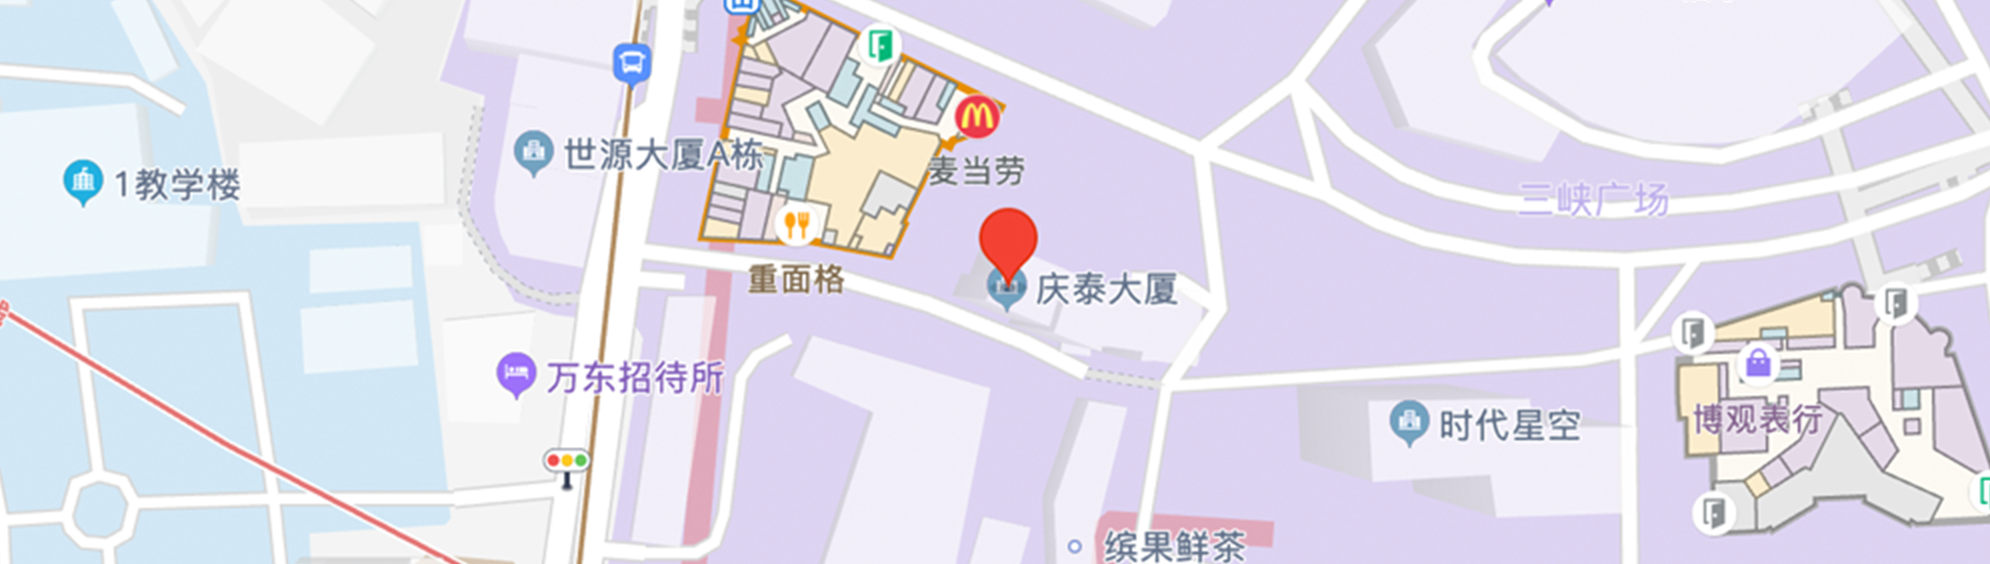 世源大厦A栋
1教学楼
麦当劳
三峡广场
重面格
庆泰大厦
万东招待所
时代星空
博观表行
缤果鲜茶